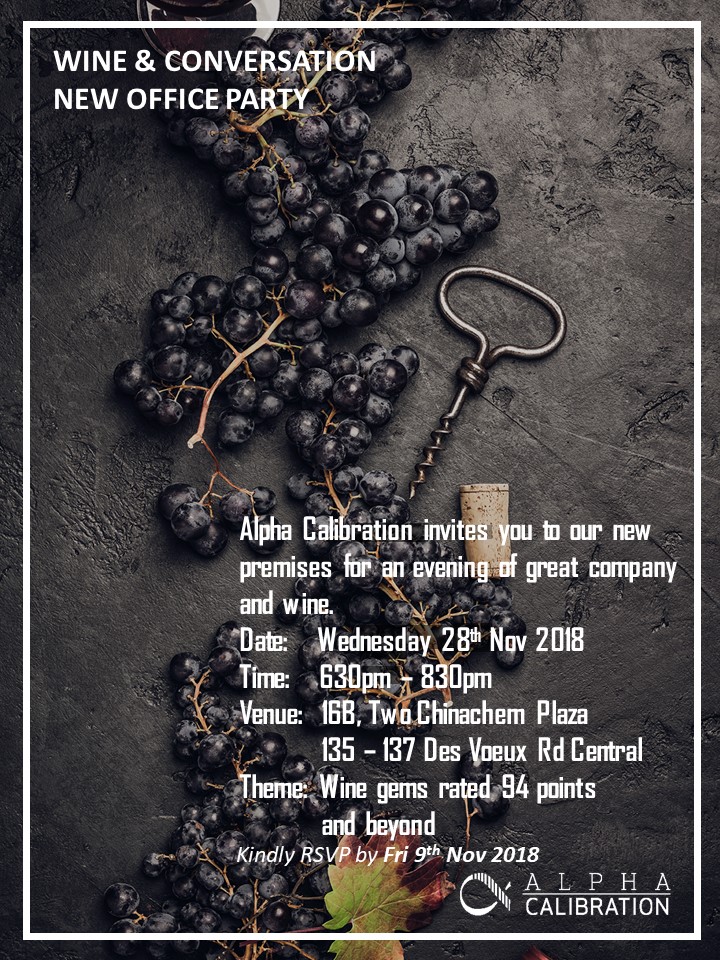 WINE & CONVERSATION
NEW OFFICE PARTY
Alpha Calibration invites you to our new
premises for an evening of great company
and wine.
Date: Wednesday 28th Nov 2018
Time: 630pm – 830pm
Venue: 16B, Two Chinachem Plaza
135 – 137 Des Voeux Rd Central
Theme: Wine gems rated 94 points
and beyond
Kindly RSVP by Fri 9th Nov 2018
ALPHA
CALIBRATION